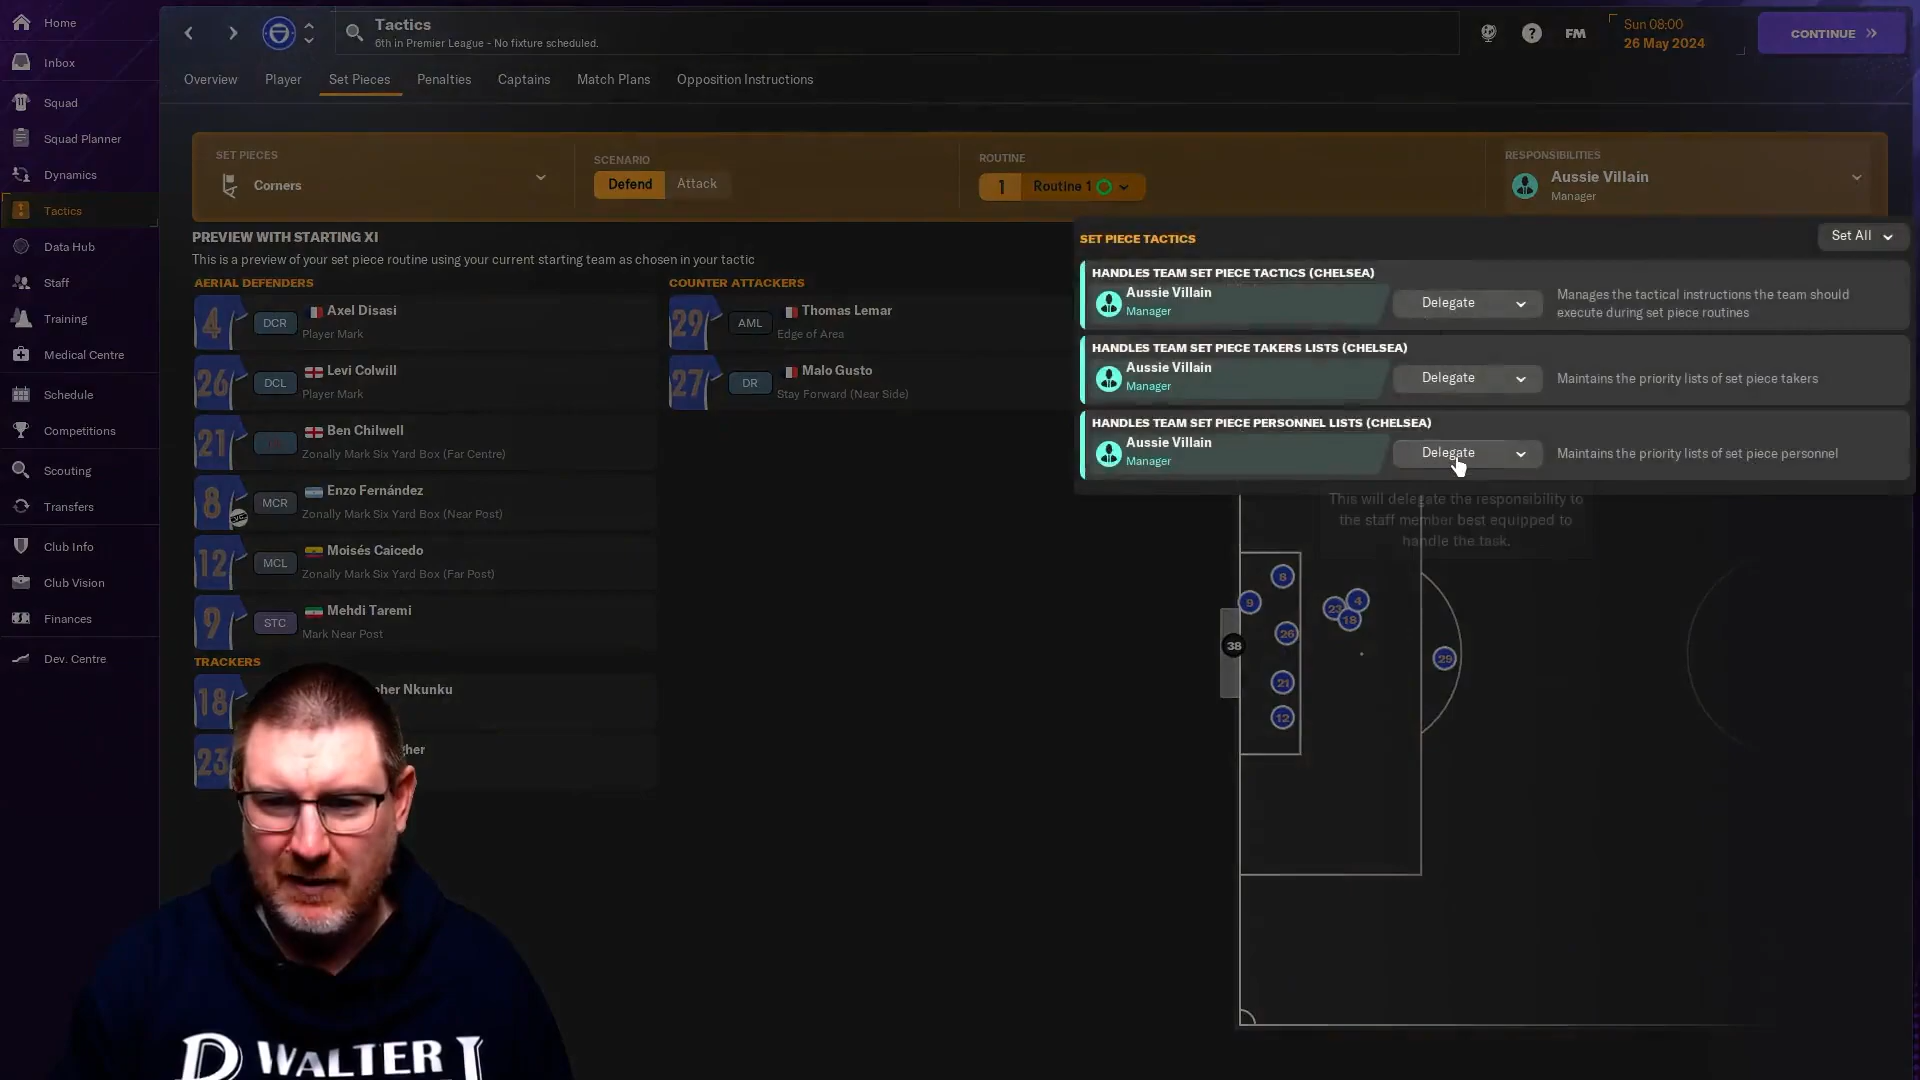 Home
Inbox
Squad
Squad Planner
Dynamics
Tactics
Data Hub
Staff
Training
Medical Centre
Schedule
Competitions
Scouting
Transfers
Club Info
Club Vision
Finances
Dev. Centre
Tactics
6th in Premier League - No fixture scheduled.
FM
Sun 08:00
26 May 2024
CONTINUE
Overview
Player
Set Pieces
Penalties
Captains
Match Plans
Opposition Instructions
SET PIECES
Corners
SCENARIO
Defend
Attack
ROUTINE
1
Routine 1
RESPONSIBILITIES
Aussie Villain
Manager
PREVIEW WITH STARTING XI
This is a preview of your set piece routine using your current starting team as chosen in your tactic
AERIAL DEFENDERS
4 DCR Axel Disasi
Player Mark
26 DCL Levi Colwill
Player Mark
21 Ben Chilwell
Zonally Mark Six Yard Box (Far Centre)
8 MCR Enzo Fernández
Zonally Mark Six Yard Box (Near Post)
12 MCL Moisés Caicedo
Zonally Mark Six Yard Box (Far Post)
9 STC Mehdi Taremi
Mark Near Post
TRACKERS
18 pher Nkunku
23 gher
COUNTER ATTACKERS
29 AML Thomas Lemar
Edge of Area
27 DR Malo Gusto
Stay Forward (Near Side)
SET PIECE TACTICS
Set All
HANDLES TEAM SET PIECE TACTICS (CHELSEA)
Aussie Villain
Manager
Delegate
Manages the tactical instructions the team should
execute during set piece routines
HANDLES TEAM SET PIECE TAKERS LISTS (CHELSEA)
Aussie Villain
Manager
Delegate
Maintains the priority lists of set piece takers
HANDLES TEAM SET PIECE PERSONNEL LISTS (CHELSEA)
Aussie Villain
Manager
Delegate
Maintains the priority lists of set piece personnel
This will delegate the responsibility to
the staff member best equipped to
handle the task.
8
9
4
23
18
26
38
29
21
12
WALTER